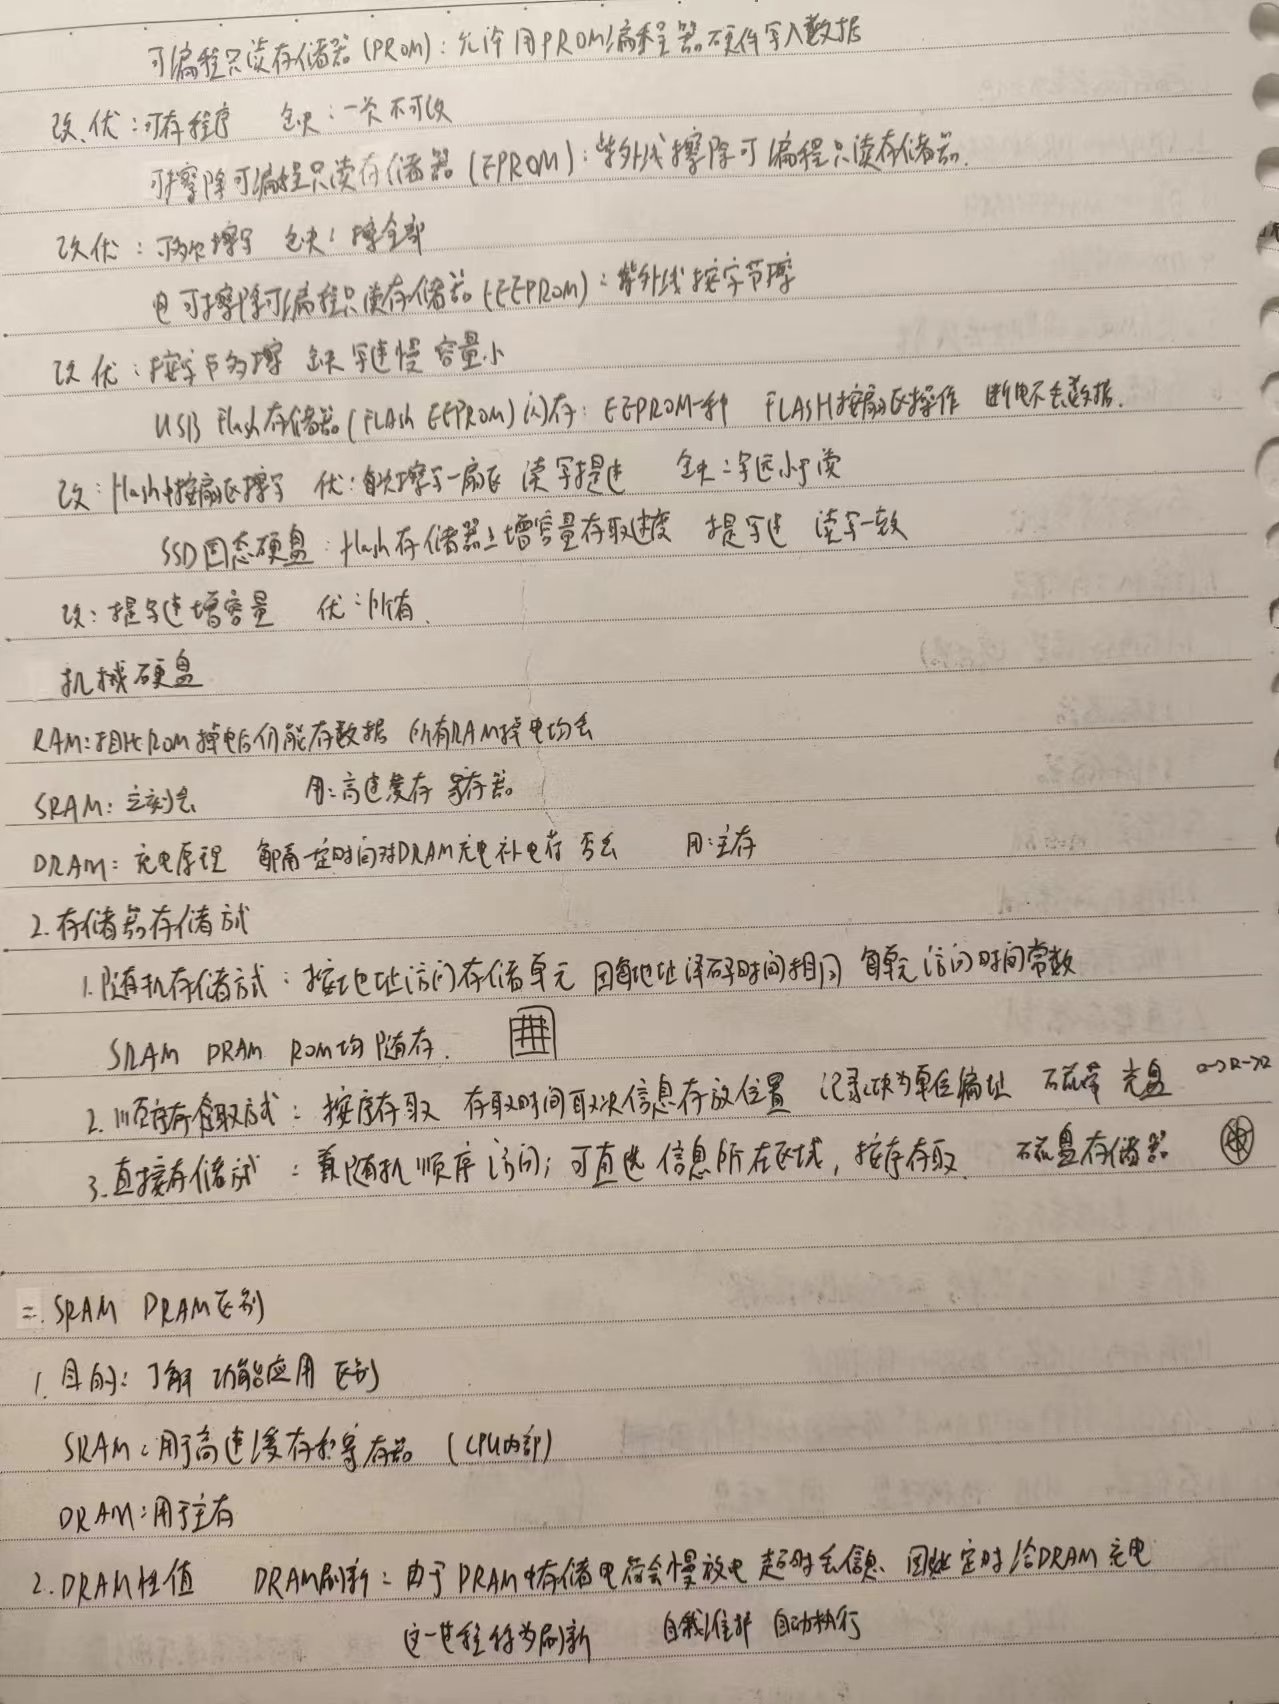 可编程只读存储器(PROM)：允许用PROM编程器硬件写入数据
改、优：可存程序 缺：一次不可改
可擦除可编程只读存储器(EPROM)：紫外线擦除可编程只读存储器.
改优：可多次擦写 缺：擦全部
电可擦除可编程只读存储器(EEPROM)：紫外线按字节擦
改 优：按字节多擦 缺 写速慢 容量小
USB Flash存储器(FLASH EEPROM)闪存：EEPROM一种 FLASH按扇区操作 断电不丢数据.
改：Flash中按扇区擦写 优：每次擦写一扇区 读写提速 缺：写远小于读
SSD固态硬盘：Flash存储器上增容量存取速度 提写速 读写一致
改：提写速增容量 优：所有.
机械硬盘
RAM：相比ROM掉电后仍能存数据 所有RAM掉电均丢
SRAM：立刻丢 用：高速缓存 寄存器
DRAM：充电原理 每隔一定时间对DRAM充电补电荷 否丢 用：主存
2.存储器存储方式
1.随机存储方式：按地址访问存储单元 因每地址译码时间相同 每单元访问时间常数
SRAM DRAM ROM均随存.
2.顺序存取方式：按序存取 存取时间取决信息存放位置 记录块为单位编址 磁带 光盘 0→R→R
3.直接存储方式：兼随机顺序访问；可直选信息所在区域，按序存取. 磁盘存储器
二.SRAM DRAM区别
1.目的：了解 功能应用 区别
SRAM：用于高速缓存和寄存器 (CPU内部)
DRAM：用于主存
2.DRAM性值 DRAM刷新：由于DRAM中存储电荷会慢放电 超时丢信息. 因此定时给DRAM充电
这一过程称为刷新 自我维护 自动执行